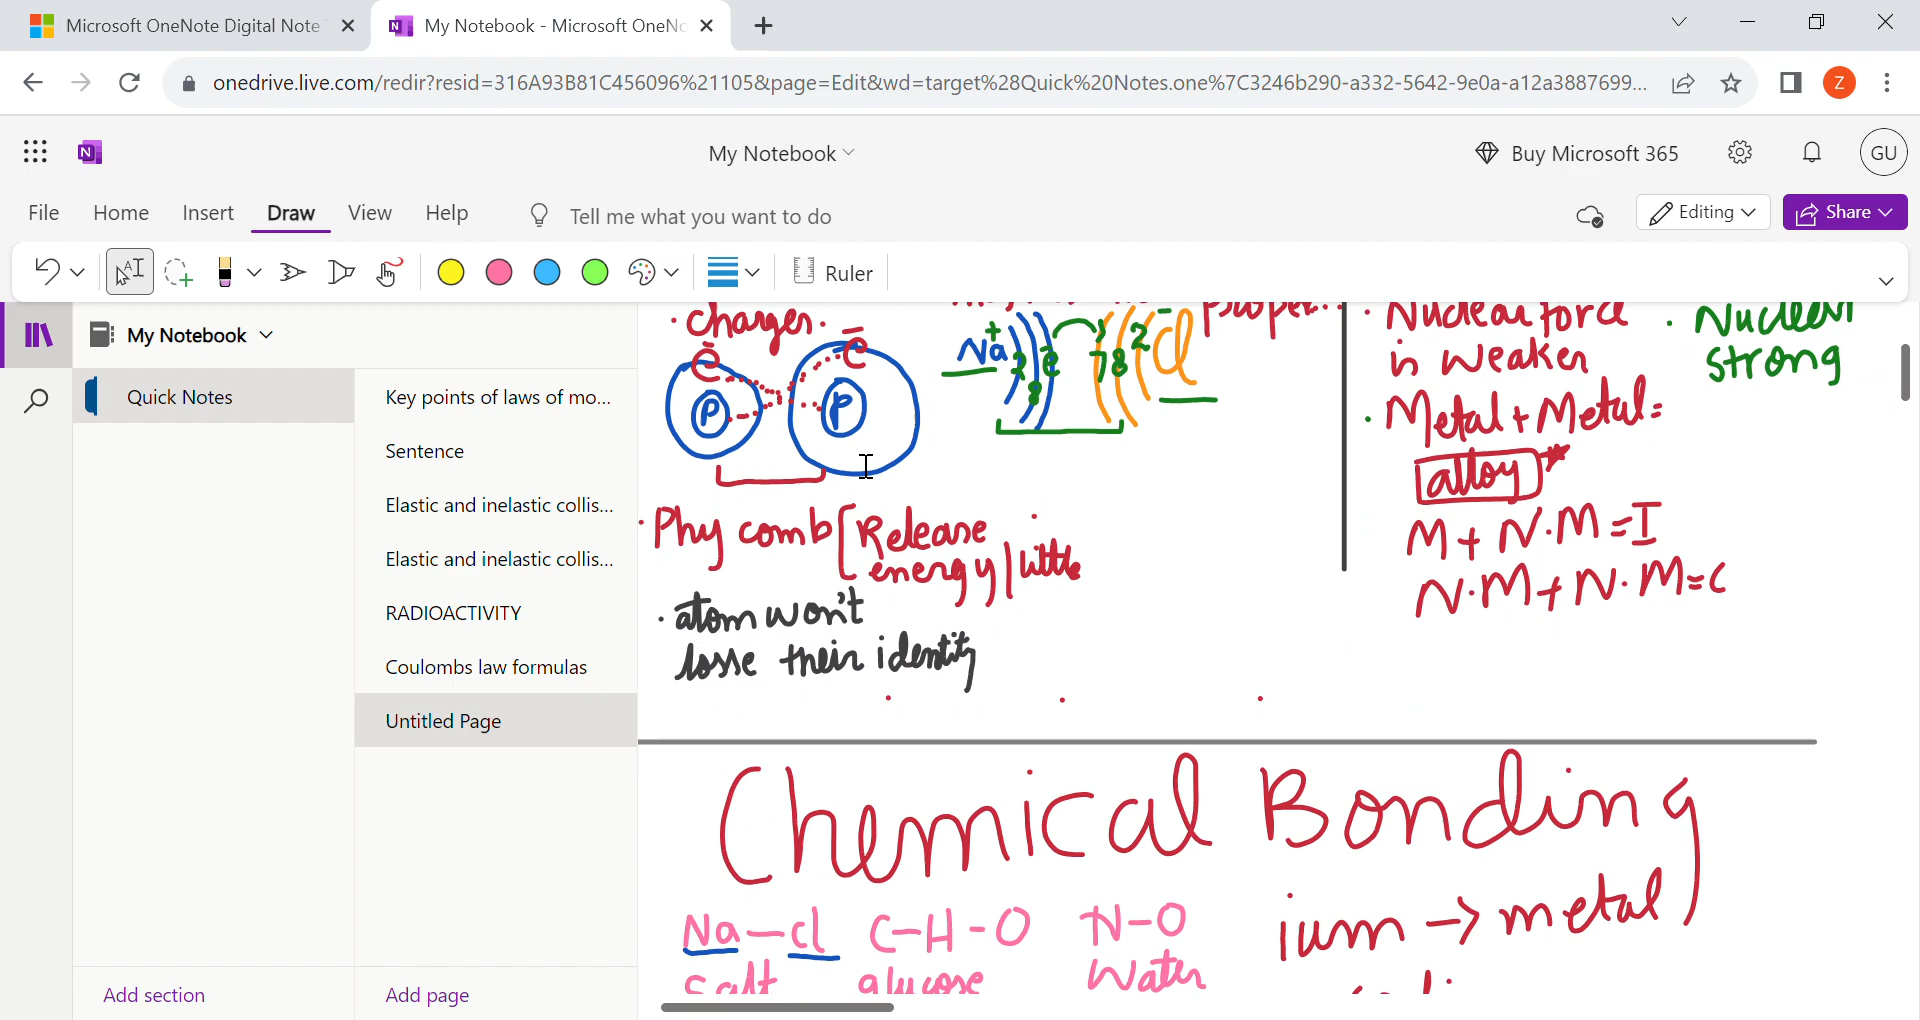 Microsoft OneNote Digital Note
My Notebook - Microsoft OneNo
onedrive.live.com/redir?resid=316A93B81C456096%21105&page=Edit&wd=target%28Quick%20Notes.one%7C3246b290-a332-5642-9e0a-a12a3887699...
Z
N
My Notebook
Buy Microsoft 365
GU
File Home Insert Draw View Help
Tell me what you want to do
Editing
Share
Ruler
My Notebook
Quick Notes
Key points of laws of mo...
Sentence
Elastic and inelastic collis...
Elastic and inelastic collis...
RADIOACTIVITY
Coulombs law formulas
Untitled Page
Add section
Add page
· charges.
e e
P P
Na + 2 8 e 7 8 2 - Cl
· Nuclear force
is weaker
· Nuclear
strong
· Metal + Metal =
alloy
M + N·M = I
N·M + N·M = C
· Phy comb [Release
energy / little
· atom won't
losse their identity
Chemical Bonding
ium → metal
Na–Cl C–H–O N–O
Salt glucose Water